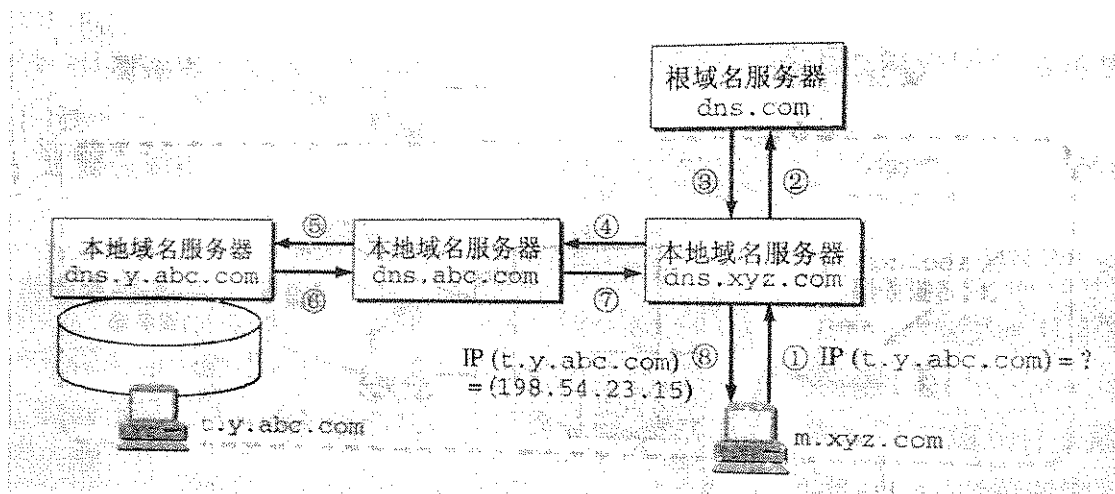 根域名服务器
dns.com
③
②
本地域名服务器
dns.y.abc.com
⑤
⑥
本地域名服务器
dns.abc.com
④
⑦
本地域名服务器
dns.xyz.com
IP(t.y.abc.com)
=(198.54.23.15)
⑧
① IP(t.y.abc.com)=?
t.y.abc.com
m.xyz.com